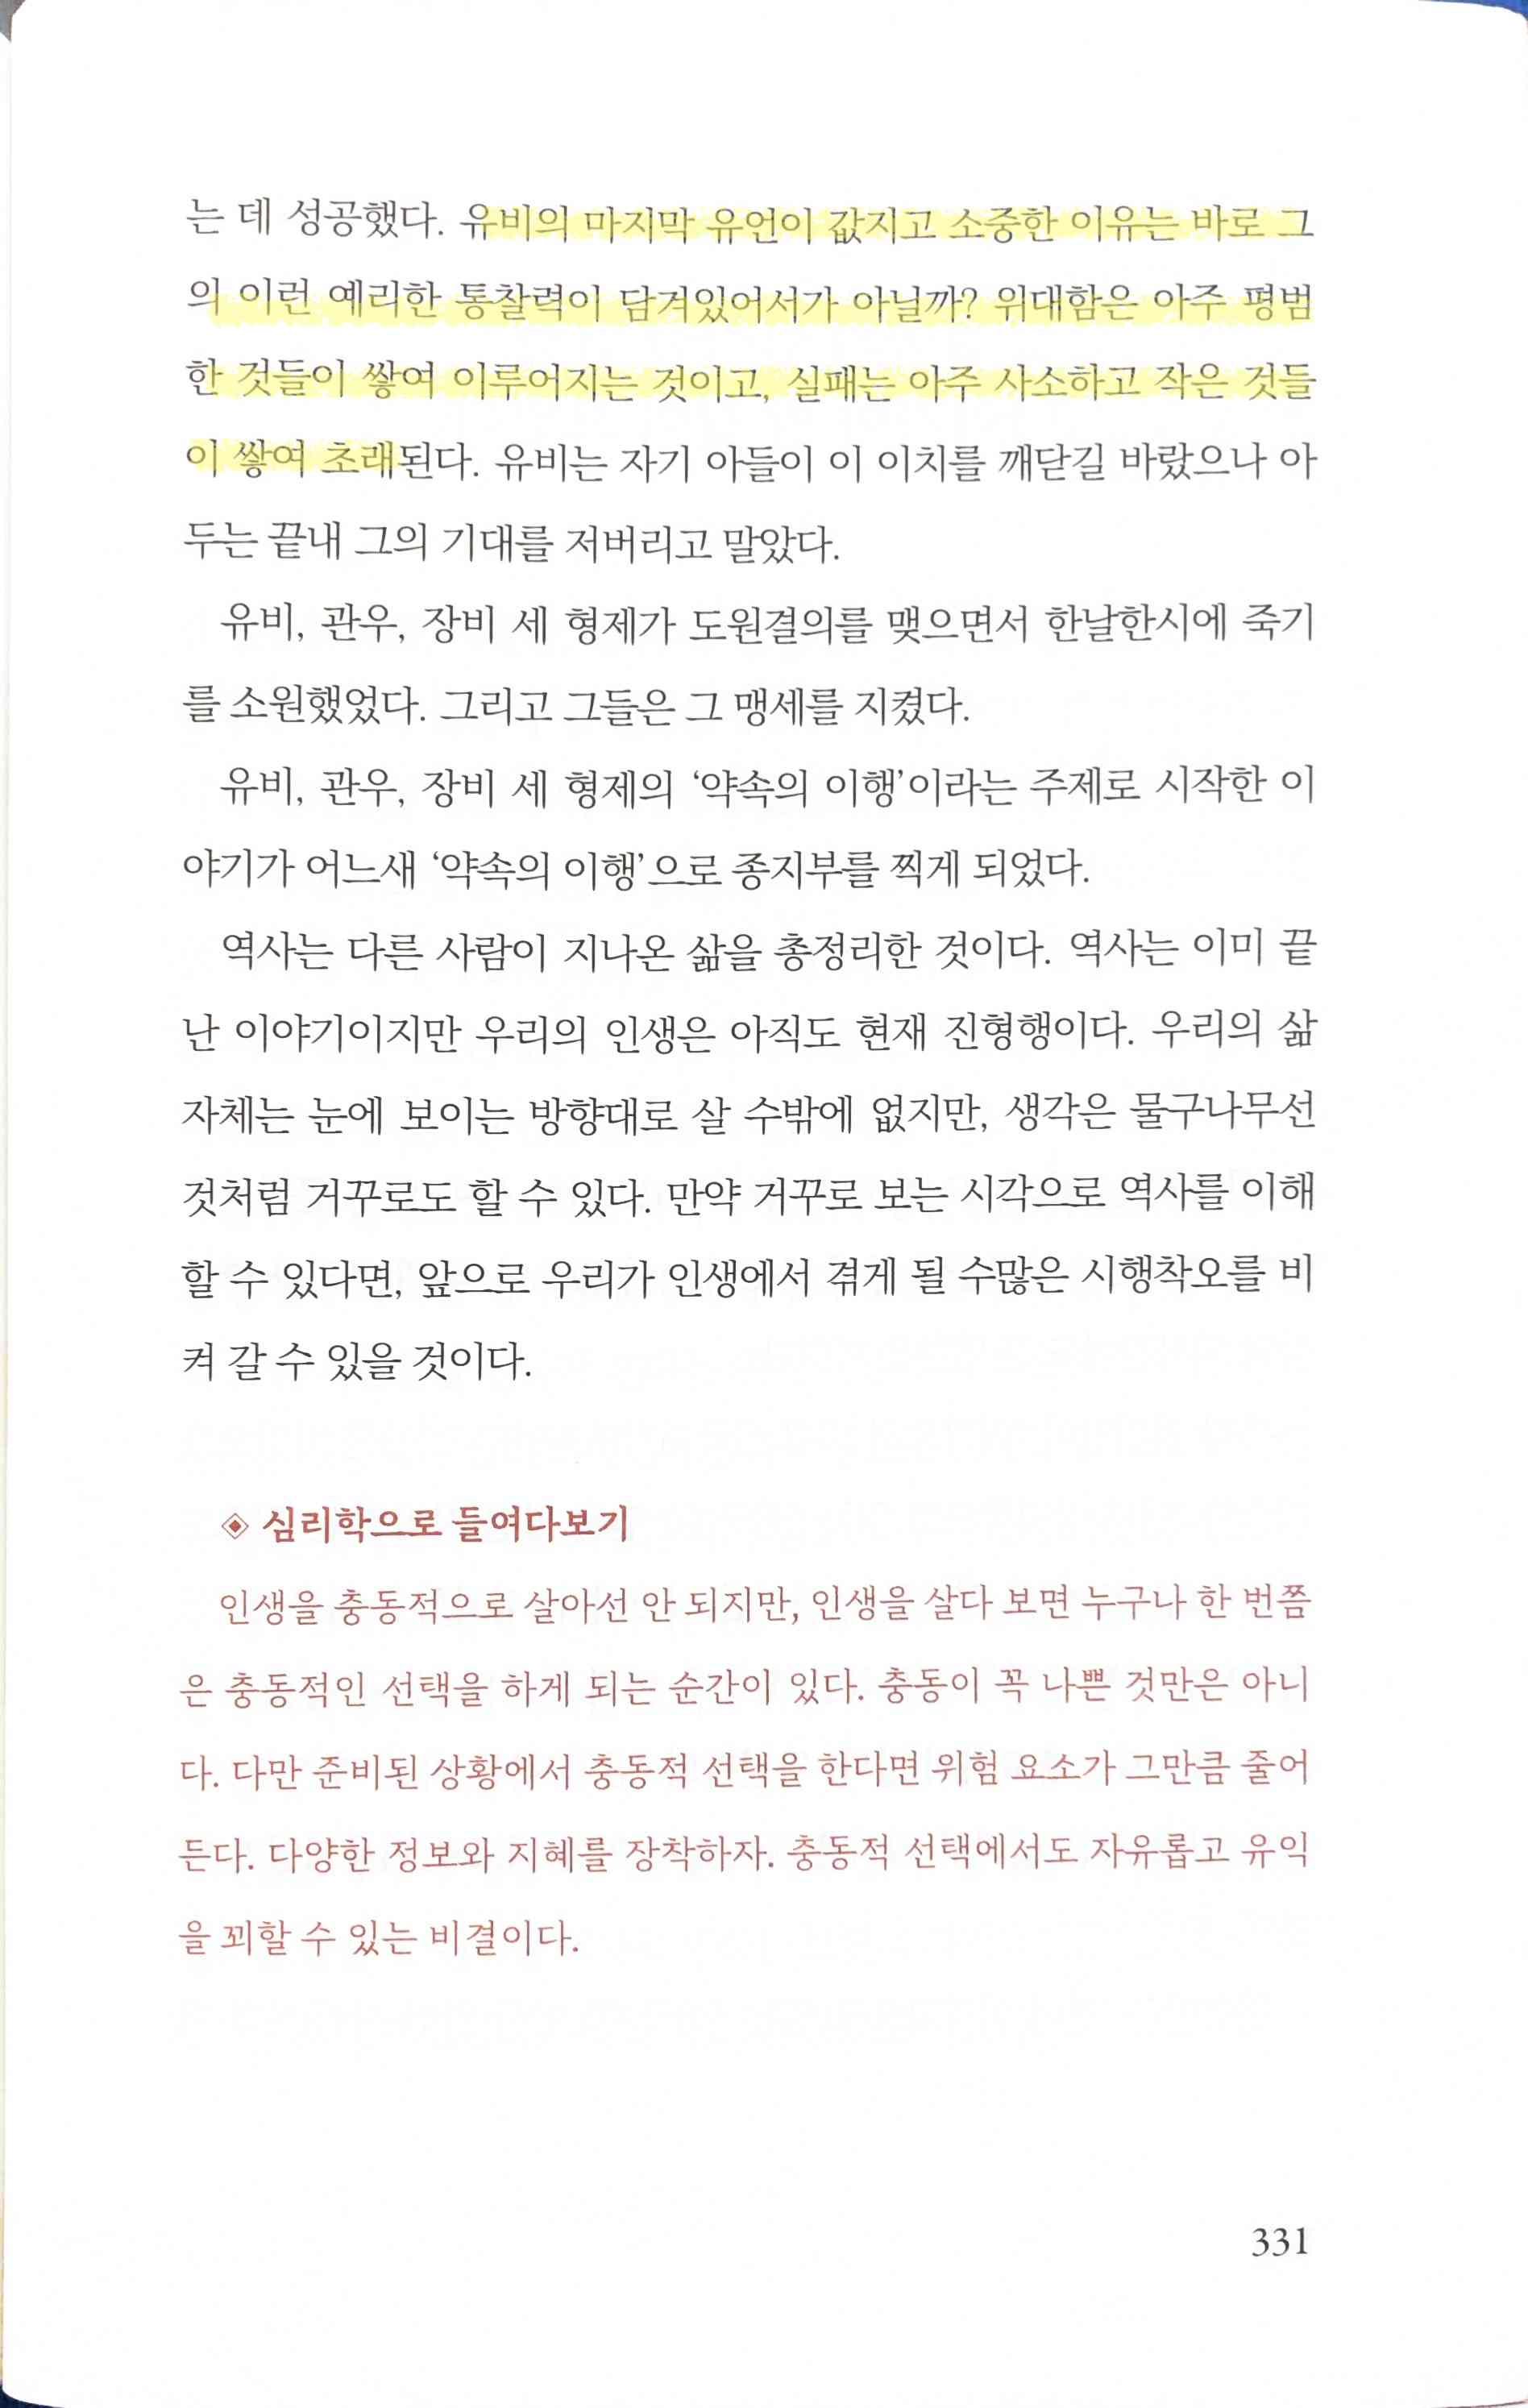 는 데 성공했다. 유비의 마지막 유언이 값지고 소중한 이유는 바로 그
의 이런 예리한 통찰력이 담겨있어서가 아닐까? 위대함은 아주 평범
한 것들이 쌓여 이루어지는 것이고, 실패는 아주 사소하고 작은 것들
이 쌓여 초래된다. 유비는 자기 아들이 이 이치를 깨닫길 바랐으나 아
두는 끝내 그의 기대를 저버리고 말았다.
유비, 관우, 장비 세 형제가 도원결의를 맺으면서 한날한시에 죽기
를 소원했었다. 그리고 그들은 그 맹세를 지켰다.
유비, 관우, 장비 세 형제의 ‘약속의 이행’이라는 주제로 시작한 이
야기가 어느새 ‘약속의 이행’으로 종지부를 찍게 되었다.
역사는 다른 사람이 지나온 삶을 총정리한 것이다. 역사는 이미 끝
난 이야기이지만 우리의 인생은 아직도 현재 진형행이다. 우리의 삶
자체는 눈에 보이는 방향대로 살 수밖에 없지만, 생각은 물구나무선
것처럼 거꾸로도 할 수 있다. 만약 거꾸로 보는 시각으로 역사를 이해
할 수 있다면, 앞으로 우리가 인생에서 겪게 될 수많은 시행착오를 비
켜 갈 수 있을 것이다.
◈ 심리학으로 들여다보기
인생을 충동적으로 살아선 안 되지만, 인생을 살다 보면 누구나 한 번쯤
은 충동적인 선택을 하게 되는 순간이 있다. 충동이 꼭 나쁜 것만은 아니
다. 다만 준비된 상황에서 충동적 선택을 한다면 위험 요소가 그만큼 줄어
든다. 다양한 정보와 지혜를 장착하자. 충동적 선택에서도 자유롭고 유익
을 꾀할 수 있는 비결이다.
331